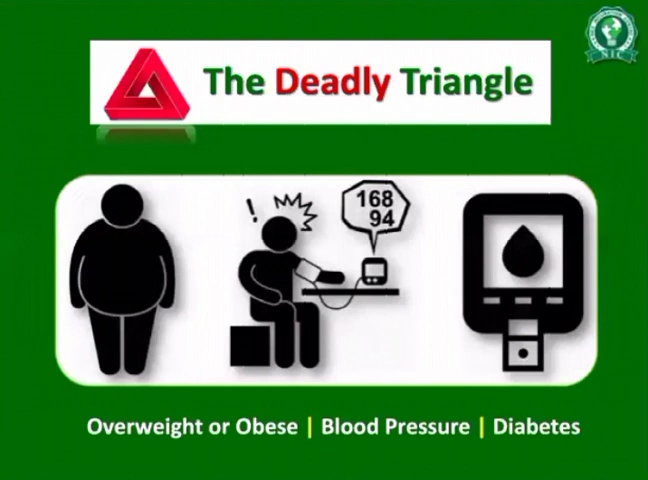 The Deadly Triangle
!
168
94
Overweight or Obese | Blood Pressure | Diabetes